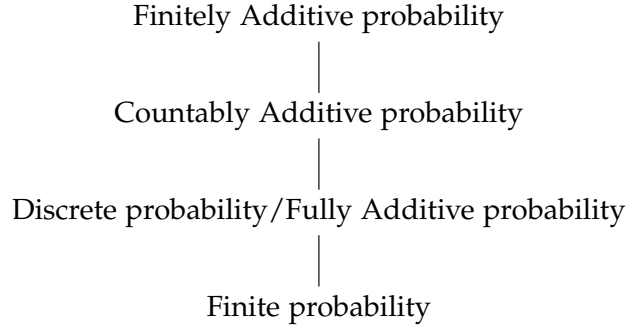 Finitely Additive probability
Countably Additive probability
Discrete probability/Fully Additive probability
Finite probability